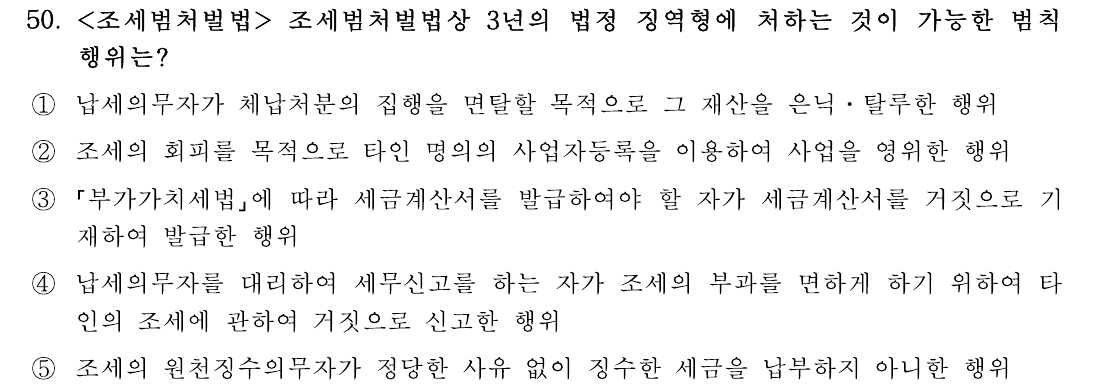 50. <조세범처벌법> 조세범처벌법상 3년의 법정 징역형에 처하는 것이 가능한 범칙
행위는?
① 납세의무자가 체납처분의 집행을 면탈할 목적으로 그 재산을 은닉·탈루한 행위
② 조세의 회피를 목적으로 타인 명의의 사업자등록을 이용하여 사업을 영위한 행위
③ 「부가가치세법」에 따라 세금계산서를 발급하여야 할 자가 세금계산서를 거짓으로 기
재하여 발급한 행위
④ 납세의무자를 대리하여 세무신고를 하는 자가 조세의 부과를 면하게 하기 위하여 타
인의 조세에 관하여 거짓으로 신고한 행위
⑤ 조세의 원천징수의무자가 정당한 사유 없이 징수한 세금을 납부하지 아니한 행위